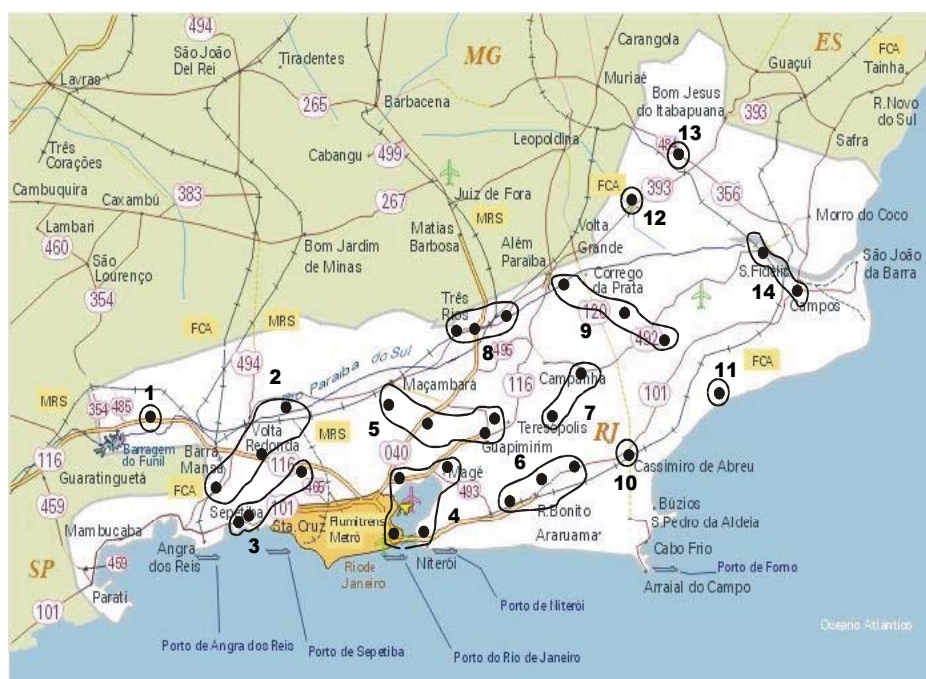 494
São João
Del Rei
Tiradentes
MG
Carangola
ES
FCA
Tainha
Lavras
265
Barbacena
Muriaé
Guaçuí
Bom Jesus
do Itabapuana
393
R.Novo
do Sul
Três
Corações
Cabangu
499
Leopoldina
13
Safra
Cambuquira
Caxambú
383
267
Juiz de Fora
FCA
393
356
Lambari
460
MRS
12
Morro do Coco
São
Lourenço
Bom Jardim
de Minas
Matias
Barbosa
Além
Paraiba
Volta
Grande
São João
da Barra
354
Corrego
da Prata
S.Fidelis
14
Campos
Três
Rios
FCA
MRS
120
9
492
8
495
494
Rio Paraiba do Sul
2
Maçambará
116
Campanha
101
11
FCA
1
MRS
354
485
5
7
Teresópolis
Volta
Redonda
MRS
Guapimirim
RJ
Barragem
do Funil
Barra
Mansa
116
040
6
116
Guaratinguetá
465
Magé
10
Cassimiro de Abreu
FCA
493
459
Sepetiba
101
4
R.Bonito
Búzios
Mambucaba
Sta.Cruz
Flumitrens
Metrô
S.Pedro da Aldeia
3
Araruama
SP
459
Angra
dos Reis
Rio de
Janeiro
Niterói
Cabo Frio
Porto de Forno
Parati
Arraial do Campo
101
Porto de Niterói
Porto de Angra dos Reis
Porto de Sepetiba
Porto do Rio de Janeiro
Oceano Atlântico